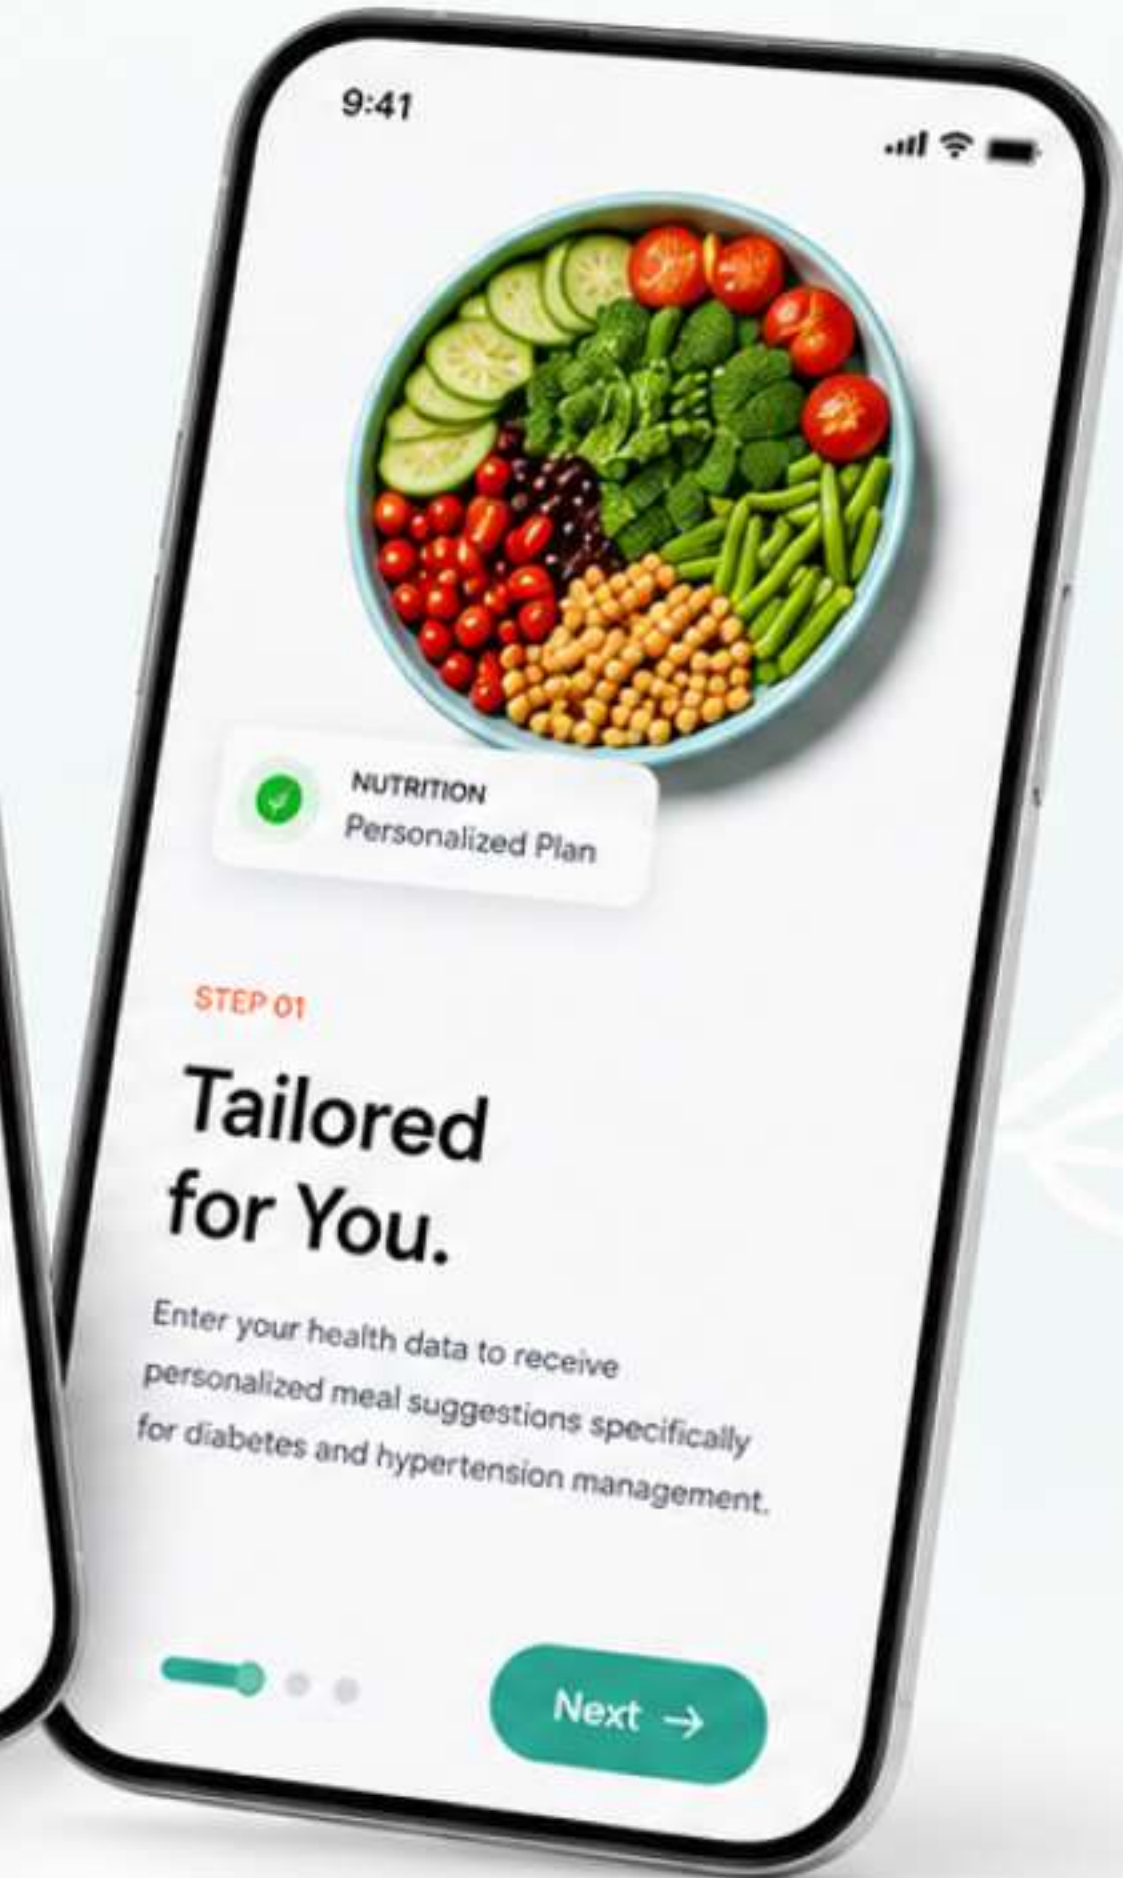 9:41
NUTRITION
Personalized Plan
STEP 01
Tailored
for You.
Enter your health data to receive
personalized meal suggestions specifically
for diabetes and hypertension management.
Next →